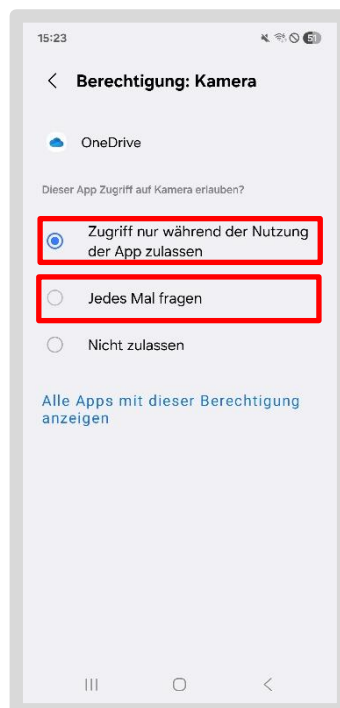 15:23
51
Berechtigung: Kamera
OneDrive
Dieser App Zugriff auf Kamera erlauben?
Zugriff nur während der Nutzung
der App zulassen
Jedes Mal fragen
Nicht zulassen
Alle Apps mit dieser Berechtigung
anzeigen